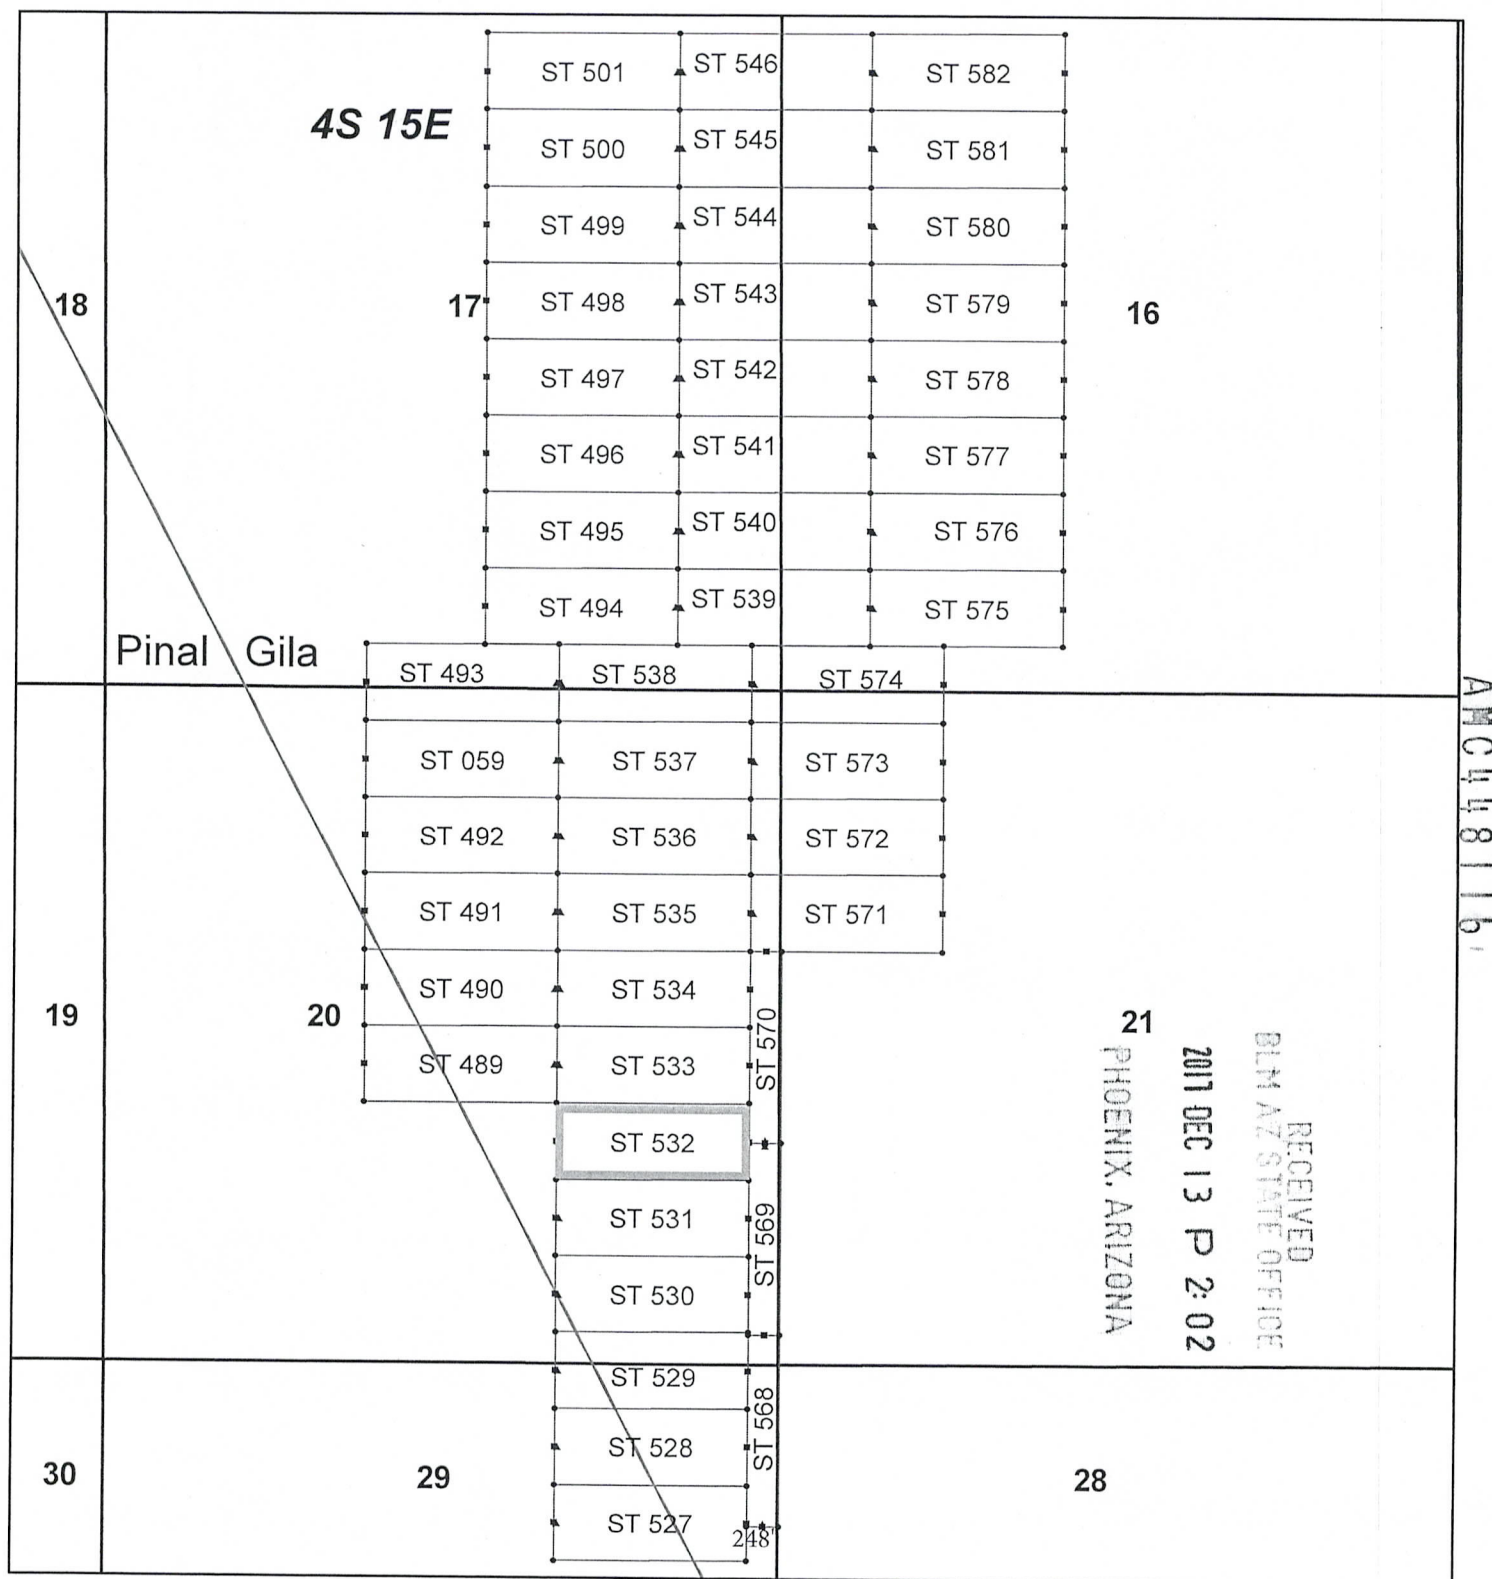 ST 501 ST 546 ST 582
4S 15E
ST 500 ST 545 ST 581
ST 499 ST 544 ST 580
18 17 ST 498 ST 543 ST 579 16
ST 497 ST 542 ST 578
ST 496 ST 541 ST 577
ST 495 ST 540 ST 576
ST 494 ST 539 ST 575
Pinal Gila
ST 493 ST 538 ST 574
ST 059 ST 537 ST 573
ST 492 ST 536 ST 572
ST 491 ST 535 ST 571
ST 490 ST 534
19 20 21
ST 570
ST 489 ST 533
ST 532
ST 531
ST 569
ST 530
ST 529
ST 568
ST 528
30 29 28
ST 527
248'
AMC448116
RECEIVED
BLM AZ STATE OFFICE
2017 DEC 13 P 2:02
PHOENIX, ARIZONA